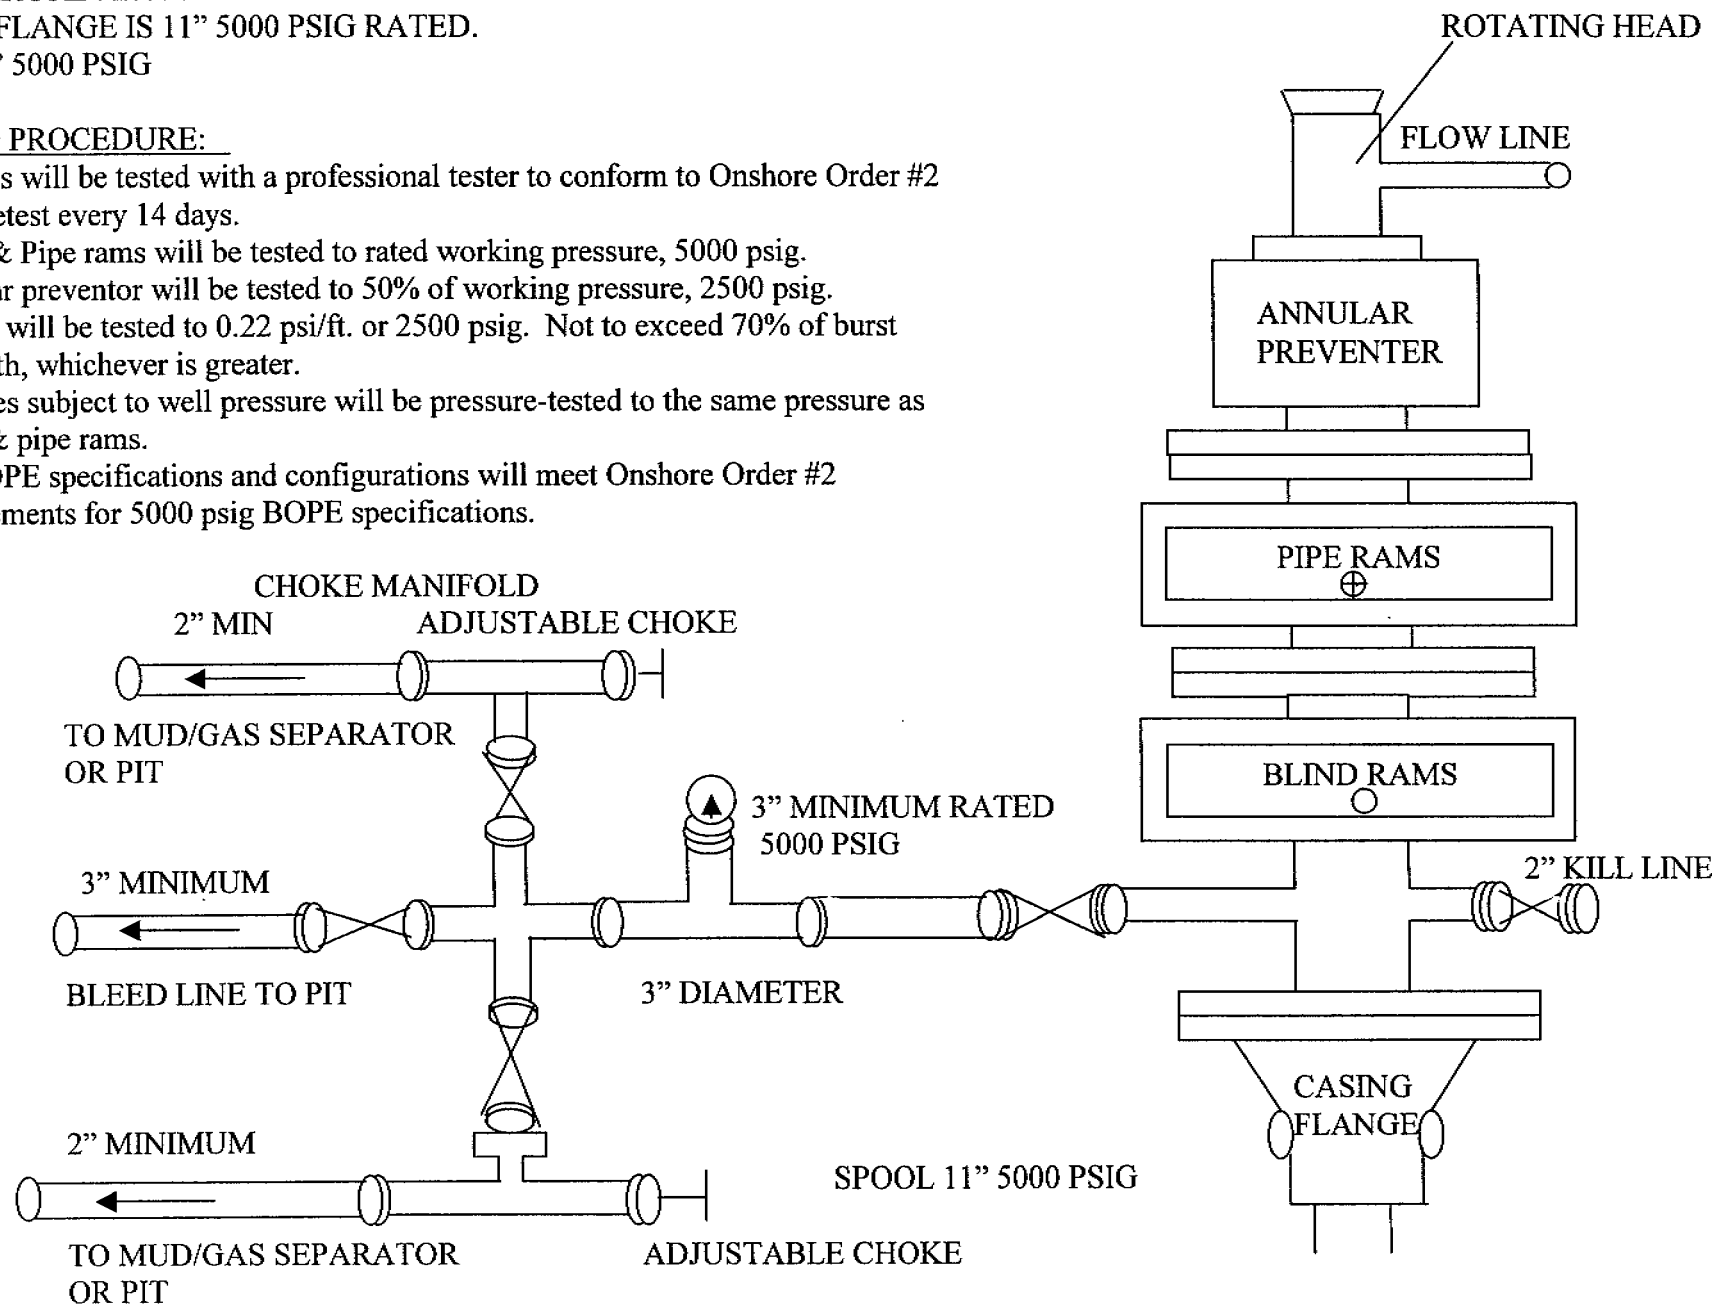 FLANGE IS 11” 5000 PSIG RATED.
” 5000 PSIG
PROCEDURE:
s will be tested with a professional tester to conform to Onshore Order #2
etest every 14 days.
& Pipe rams will be tested to rated working pressure, 5000 psig.
ar preventor will be tested to 50% of working pressure, 2500 psig.
will be tested to 0.22 psi/ft. or 2500 psig. Not to exceed 70% of burst
th, whichever is greater.
es subject to well pressure will be pressure-tested to the same pressure as
& pipe rams.
OPE specifications and configurations will meet Onshore Order #2
ements for 5000 psig BOPE specifications.
ROTATING HEAD
FLOW LINE
ANNULAR
PREVENTER
PIPE RAMS
BLIND RAMS
2” KILL LINE
CASING
FLANGE
SPOOL 11” 5000 PSIG
CHOKE MANIFOLD
2” MIN
ADJUSTABLE CHOKE
TO MUD/GAS SEPARATOR
OR PIT
3” MINIMUM RATED
5000 PSIG
3” MINIMUM
BLEED LINE TO PIT
3” DIAMETER
2” MINIMUM
TO MUD/GAS SEPARATOR
OR PIT
ADJUSTABLE CHOKE